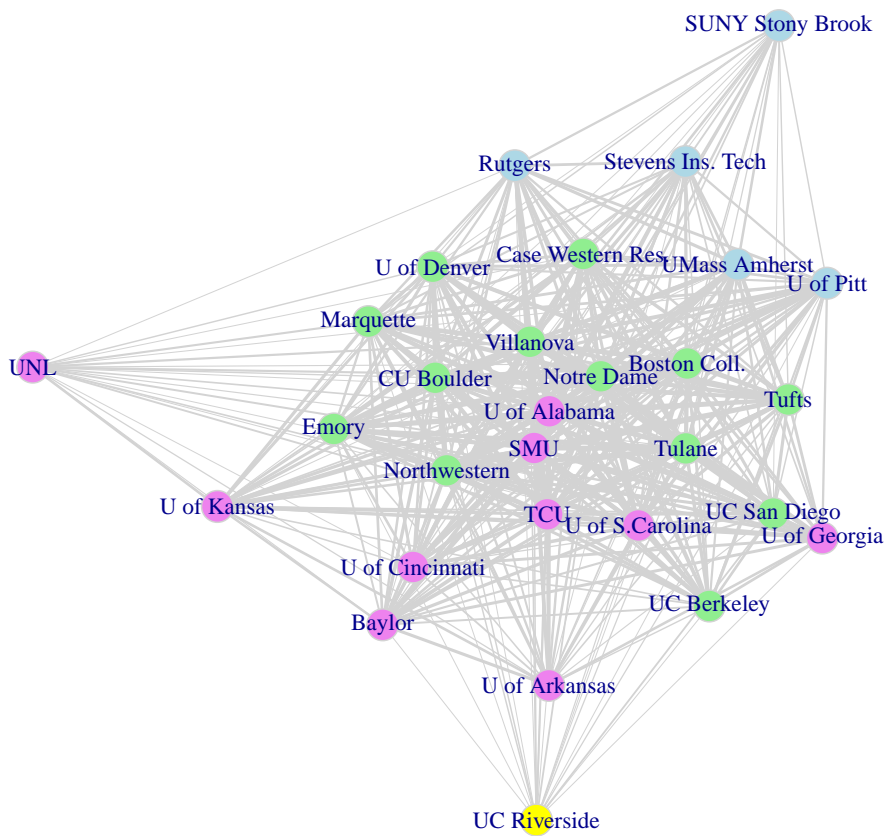 SUNY Stony Brook
Rutgers
Stevens Ins. Tech
Case Western Res.
U of Denver
UMass Amherst
U of Pitt
Marquette
Villanova
Boston Coll.
UNL
CU Boulder
Notre Dame
Tufts
U of Alabama
Emory
SMU
Tulane
Northwestern
U of Kansas
TCU
U of S.Carolina
UC San Diego
U of Georgia
U of Cincinnati
UC Berkeley
Baylor
U of Arkansas
UC Riverside